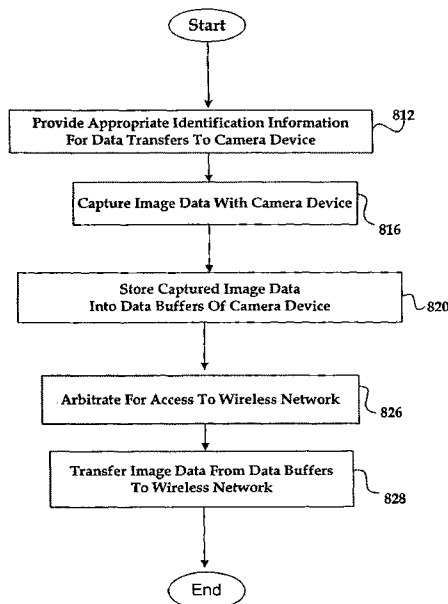 Start
Provide Appropriate Identification Information
For Data Transfers To Camera Device
812
Capture Image Data With Camera Device
816
Store Captured Image Data
Into Data Buffers Of Camera Device
820
Arbitrate For Access To Wireless Network
826
Transfer Image Data From Data Buffers
To Wireless Network
828
End